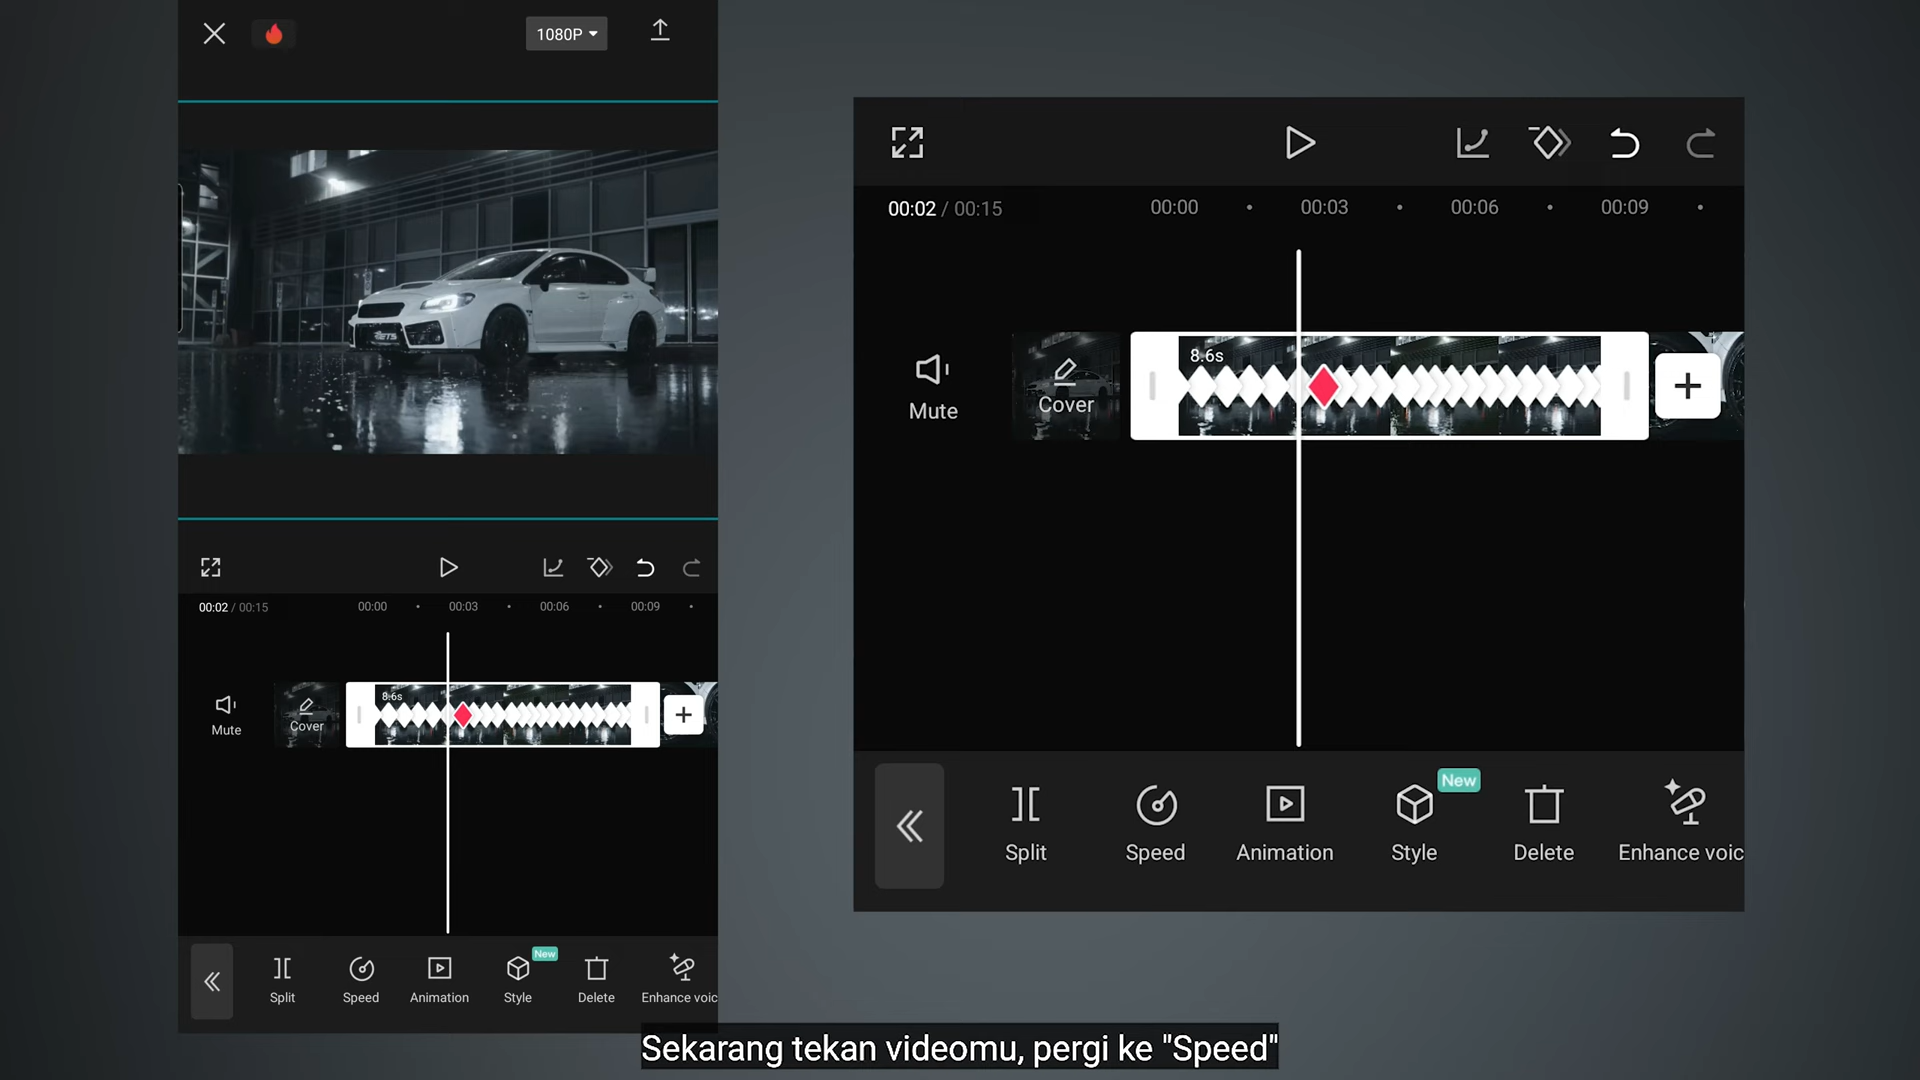 1080P
00:02 / 00:15
00:00
00:03
00:06
00:09
8.6s
Mute
Cover
Split
Speed
Animation
Style
New
Delete
Enhance voic
00:02 / 00:15
00:00
00:03
00:06
00:09
8.6s
Mute
Cover
Split
Speed
Animation
Style
New
Delete
Enhance voic
Sekarang tekan videomu, pergi ke "Speed"